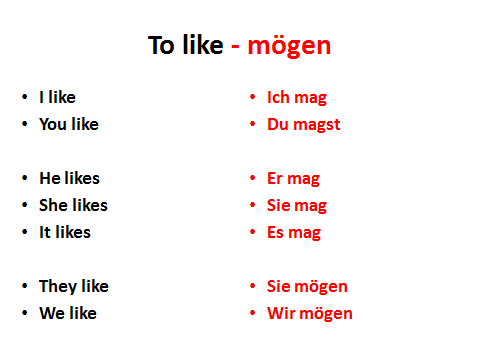 To like - mögen
• I like
• You like
• He likes
• She likes
• It likes
• They like
• We like
• Ich mag
• Du magst
• Er mag
• Sie mag
• Es mag
• Sie mögen
• Wir mögen